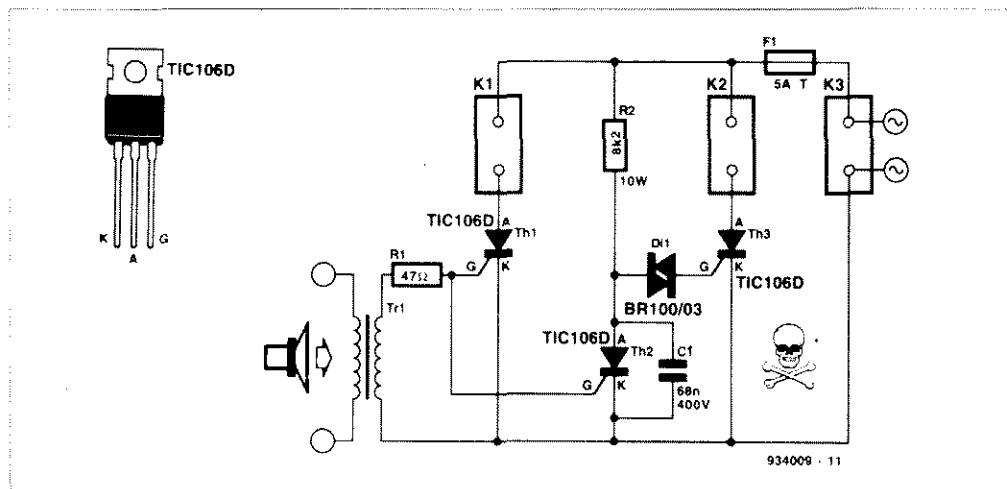 TIC106D
K
A
G
F1
5A T
K1
K2
K3
R2
8k2
10W
TIC106D
A
Th1
G
K
R1
47Ω
Tr1
Di1
BR100/03
A
Th3
G
K
TIC106D
TIC106D
A
Th2
G
K
C1
68n
400V
934009 - 11